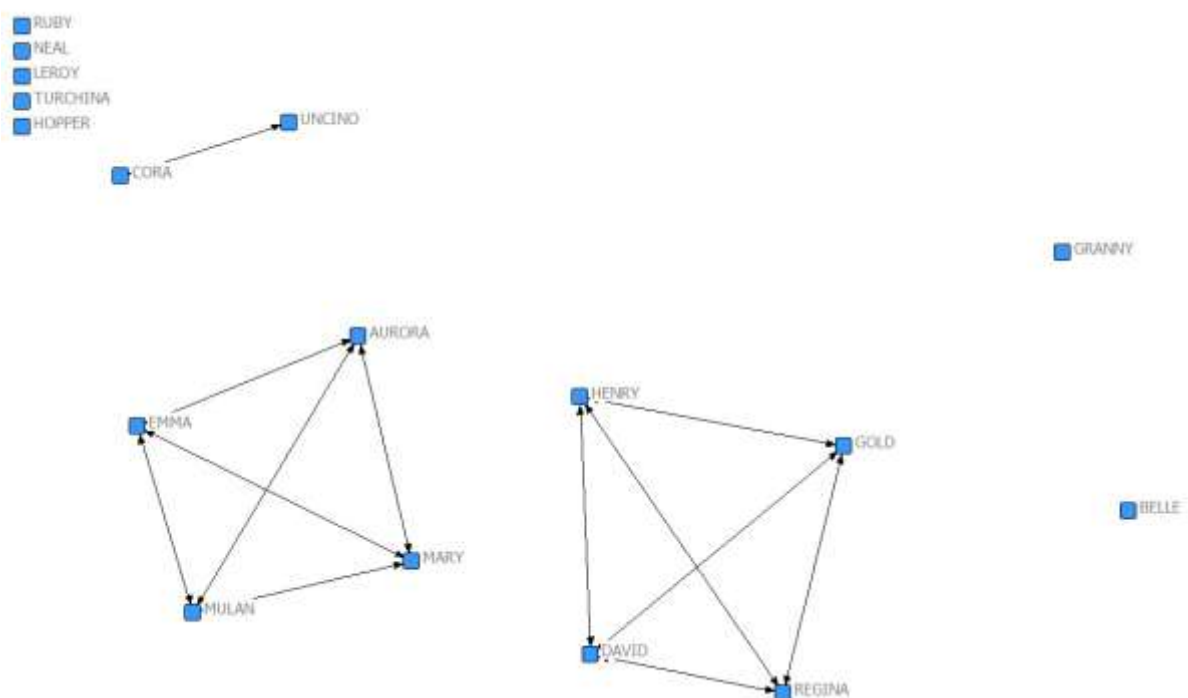 RUBY
NEAL
LEROY
TURCHINA
HOPPER
UNCINO
CORA
GRANNY
AURORA
HENRY
EMMA
GOLD
BELLE
MARY
MULAN
DAVID
REGINA